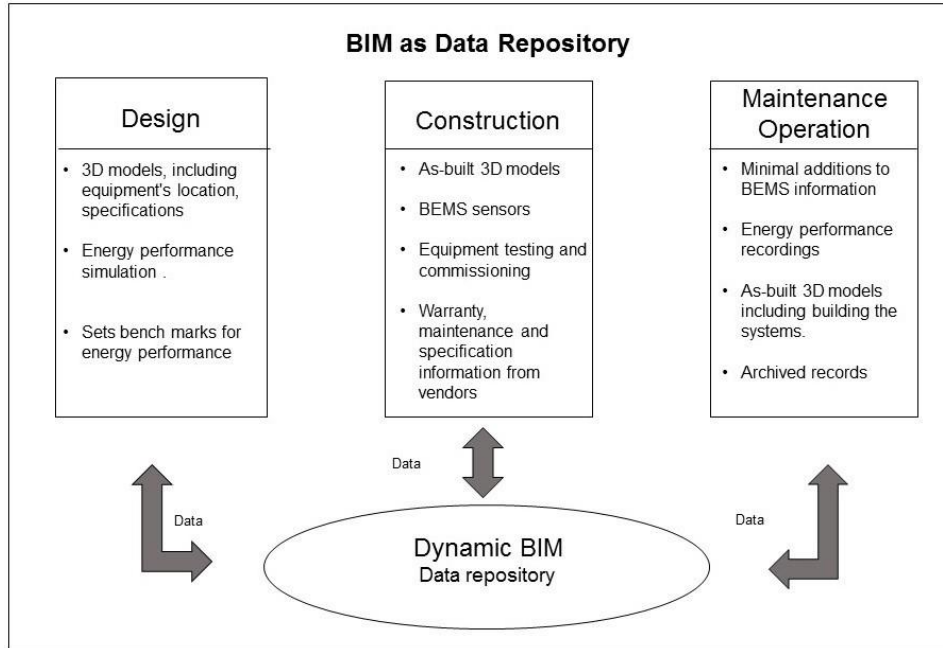 BIM as Data Repository
Design
• 3D models, including
equipment's location,
specifications
• Energy performance
simulation .
• Sets bench marks for
energy performance
Construction
• As-built 3D models
• BEMS sensors
• Equipment testing and
commissioning
• Warranty,
maintenance and
specification
information from
vendors
Maintenance
Operation
• Minimal additions to
BEMS information
• Energy performance
recordings
• As-built 3D models
including building the
systems.
• Archived records
Data
Data
Data
Dynamic BIM
Data repository